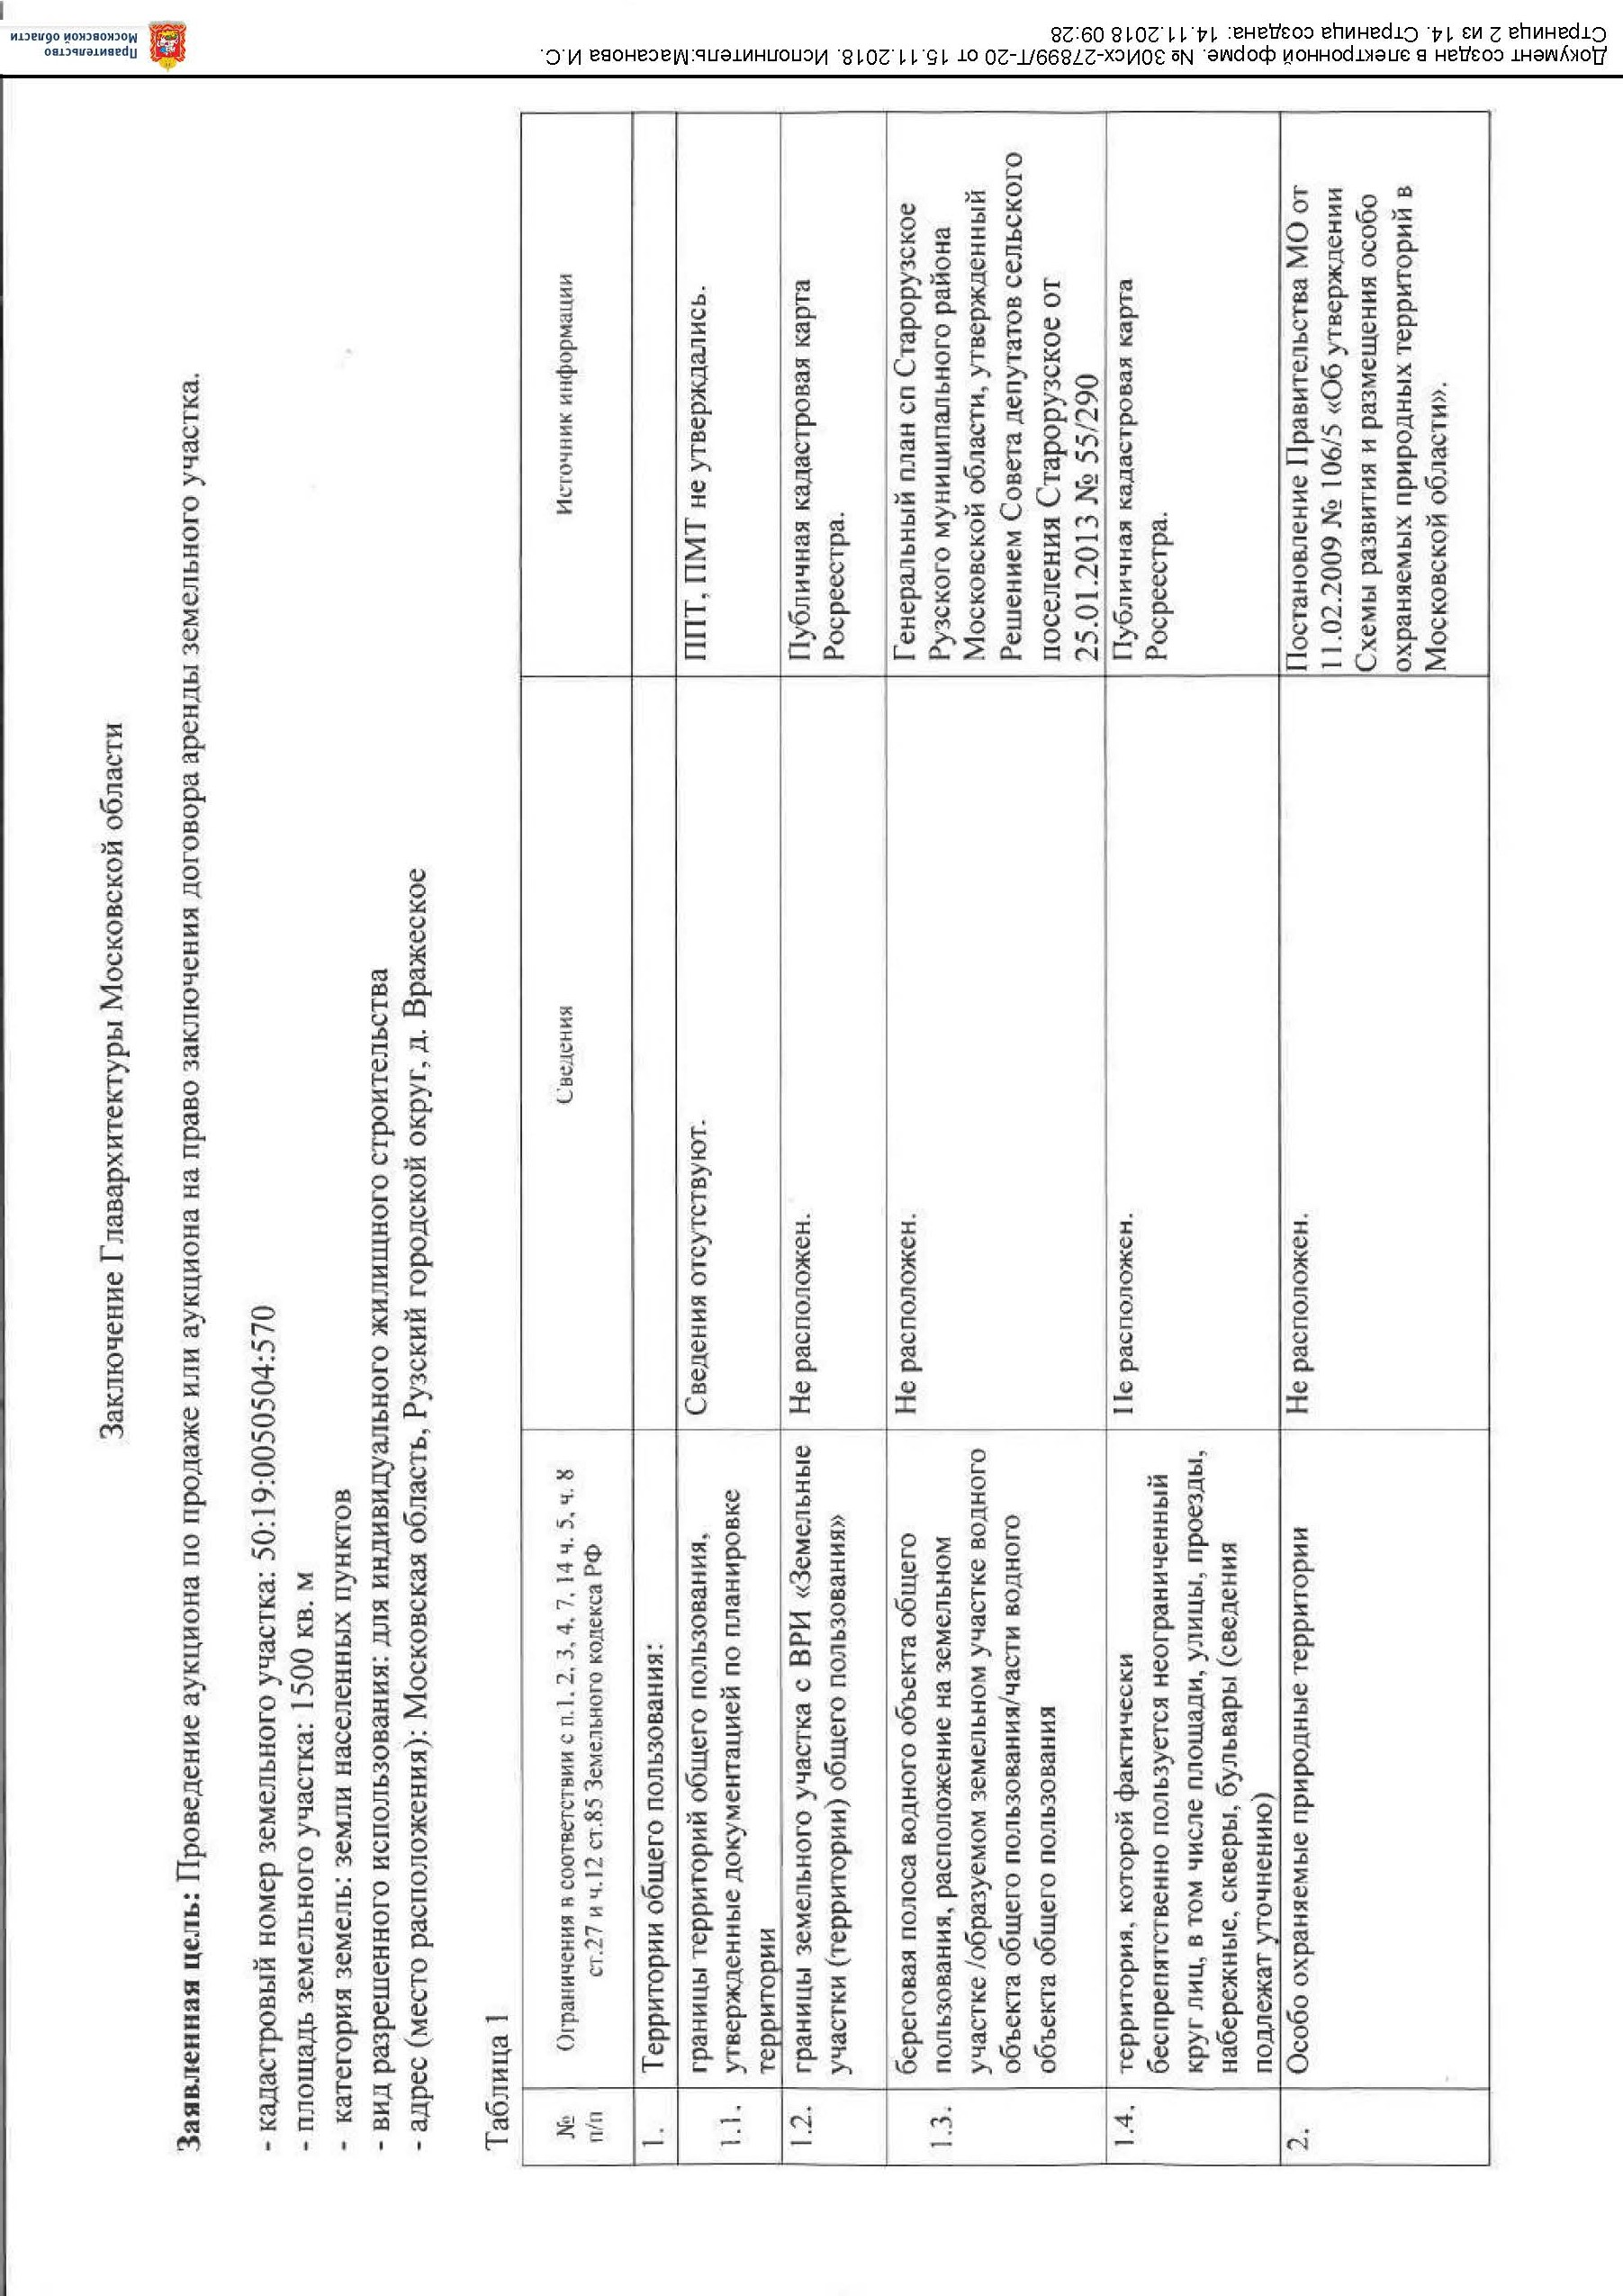 Документ создан в электронной форме. № 30Исх-27899/Т-20 от 15.11.2018. Исполнитель:Масанова И.С.
Страница 2 из 14. Страница создана: 14.11.2018 09:28
Правительство
Московской области
Заключение Главархитектуры Московской области
Заявленная цель: Проведение аукциона по продаже или аукциона на право заключения договора аренды земельного участка.
- кадастровый номер земельного участка: 50:19:0050504:570
- площадь земельного участка: 1500 кв. м
- категория земель: земли населенных пунктов
- вид разрешенного использования: для индивидуального жилищного строительства
- адрес (место расположения): Московская область, Рузский городской округ, д. Вражеское
Таблица 1
№
п/п
Ограничения в соответствии с п.1, 2, 3, 4, 7, 14 ч. 5, ч. 8
ст.27 и ч.12 ст.85 Земельного кодекса РФ
Сведения
Источник информации
1.
Территории общего пользования:
1.1.
границы территорий общего пользования,
утвержденные документацией по планировке
территории
Сведения отсутствуют.
ППТ, ПМТ не утверждались.
1.2.
границы земельного участка с ВРИ «Земельные
участки (территории) общего пользования»
Не расположен.
Публичная кадастровая карта
Росреестра.
1.3.
береговая полоса водного объекта общего
пользования, расположение на земельном
участке /образуемом земельном участке водного
объекта общего пользования/части водного
объекта общего пользования
Не расположен.
Генеральный план сп Старорузское
Рузского муниципального района
Московской области, утвержденный
Решением Совета депутатов сельского
поселения Старорузское от
25.01.2013 № 55/290
1.4.
территория, которой фактически
беспрепятственно пользуется неограниченный
круг лиц, в том числе площади, улицы, проезды,
набережные, скверы, бульвары (сведения
подлежат уточнению)
Не расположен.
Публичная кадастровая карта
Росреестра.
2.
Особо охраняемые природные территории
Не расположен.
Постановление Правительства МО от
11.02.2009 № 106/5 «Об утверждении
Схемы развития и размещения особо
охраняемых природных территорий в
Московской области».